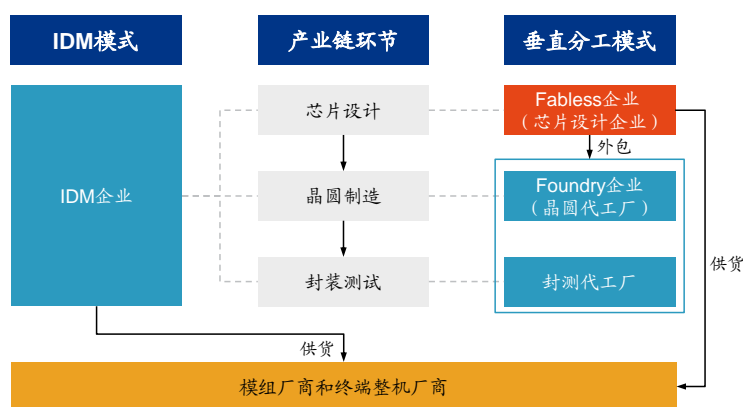 IDM模式
产业链环节
垂直分工模式
芯片设计
Fabless企业
（芯片设计企业）
外包
IDM企业
晶圆制造
Foundry企业
（晶圆代工厂）
供货
封装测试
封测代工厂
供货
模组厂商和终端整机厂商